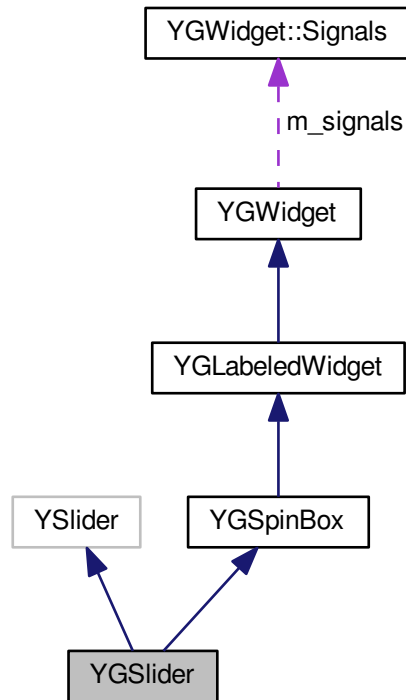 YGWidget::Signals
m_signals
YGWidget
YGLabeledWidget
YSlider
YGSpinBox
YGSlider